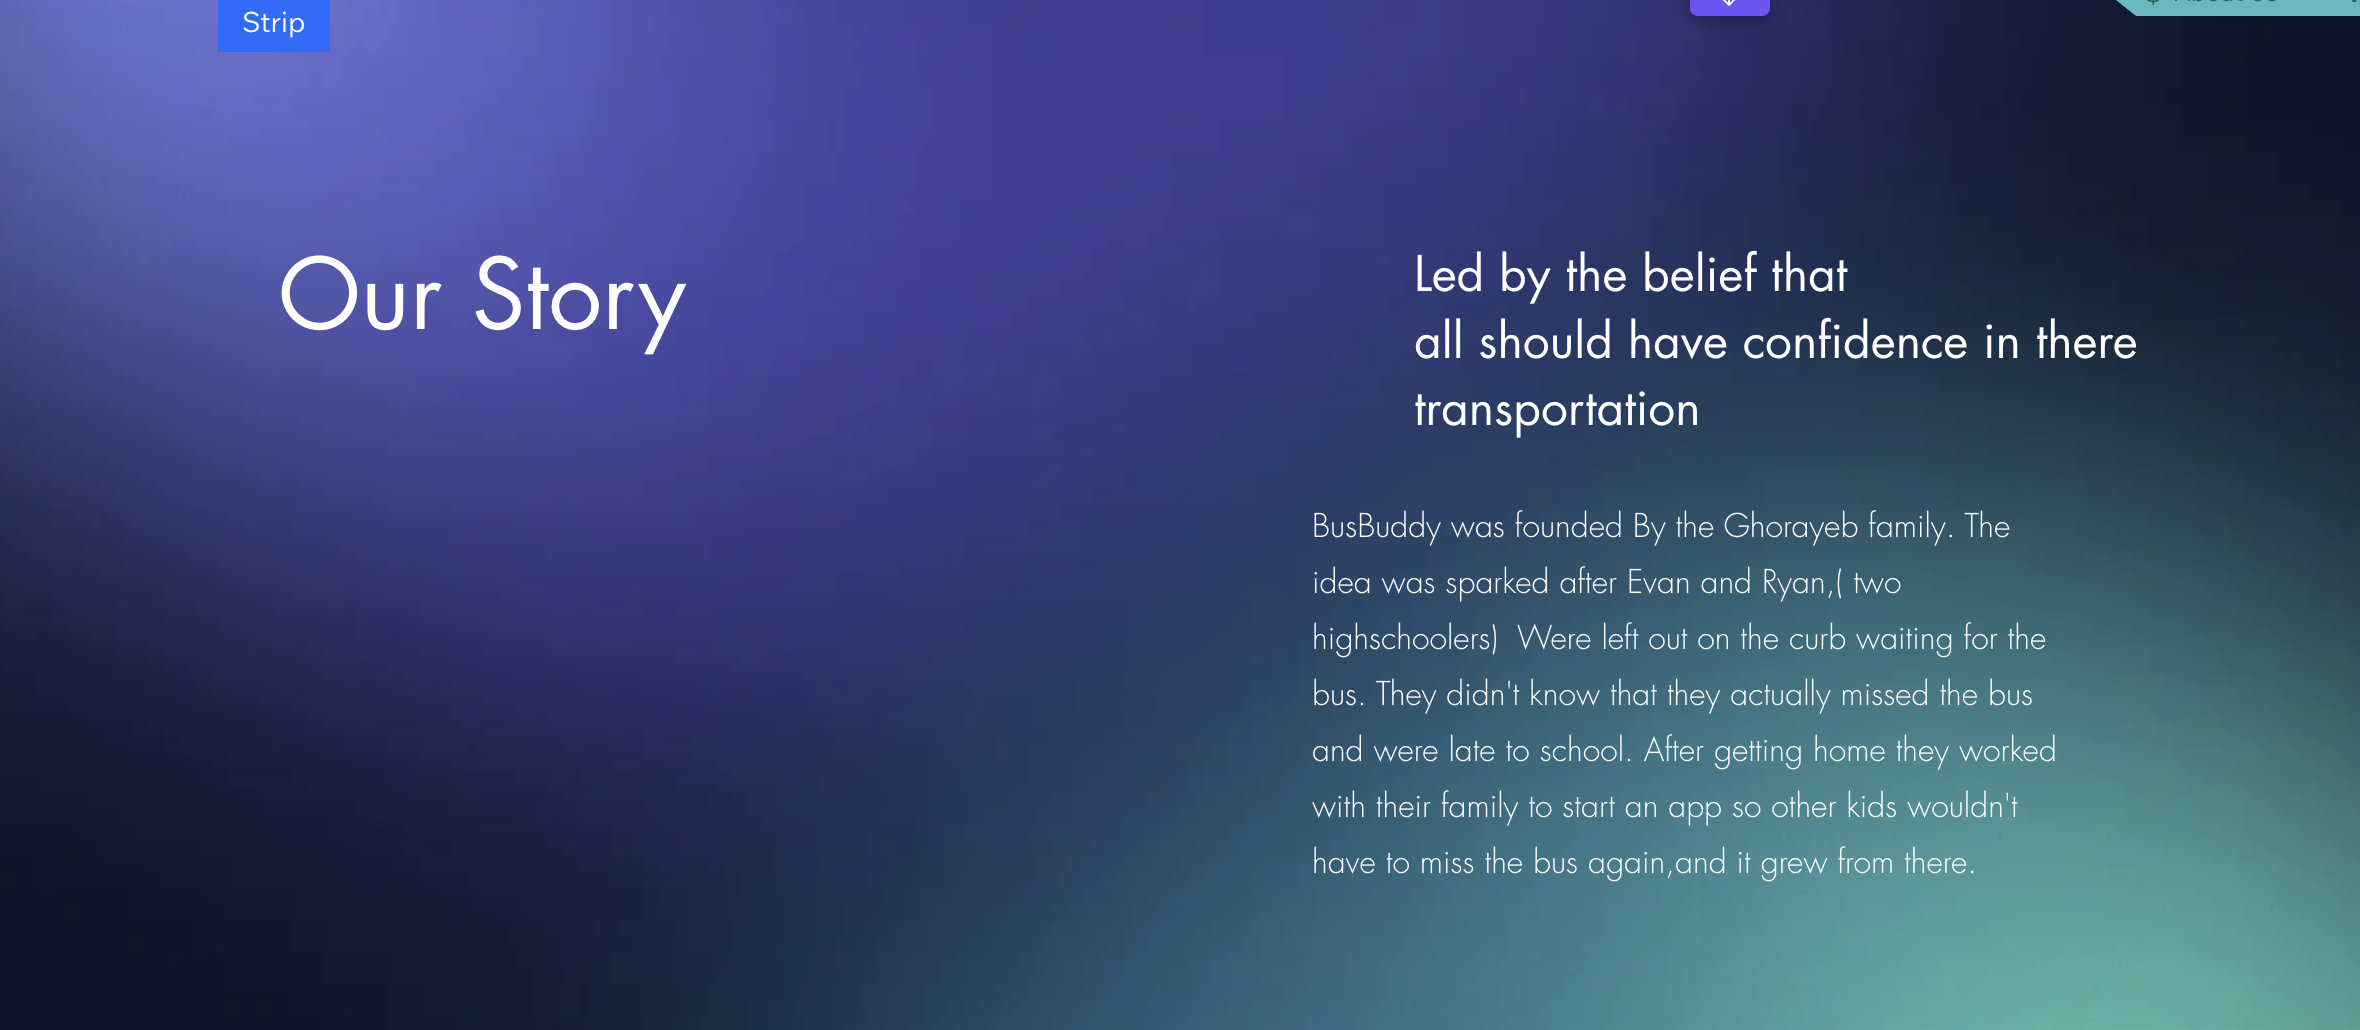 Strip
Our Story
Led by the belief that
all should have confidence in there
transportation
BusBuddy was founded By the Ghorayeb family. The
idea was sparked after Evan and Ryan,( two
highschoolers)  Were left out on the curb waiting for the
bus. They didn't know that they actually missed the bus
and were late to school. After getting home they worked
with their family to start an app so other kids wouldn't
have to miss the bus again,and it grew from there.